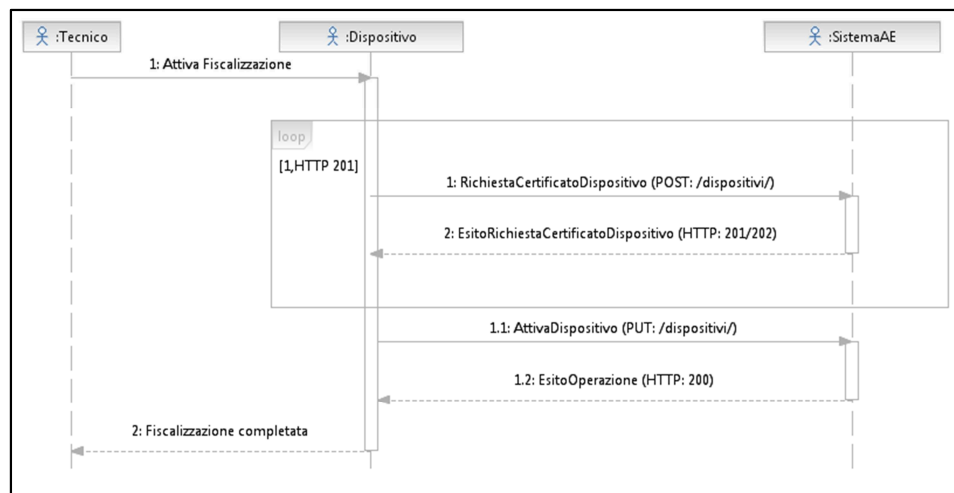 :Tecnico
:Dispositivo
:SistemaAE
1: Attiva Fiscalizzazione
loop
[1,HTTP 201]
1: RichiestaCertificatoDispositivo (POST: /dispositivi/)
2: EsitoRichiestaCertificatoDispositivo (HTTP: 201/202)
1.1: AttivaDispositivo (PUT: /dispositivi/)
1.2: EsitoOperazione (HTTP: 200)
2: Fiscalizzazione completata